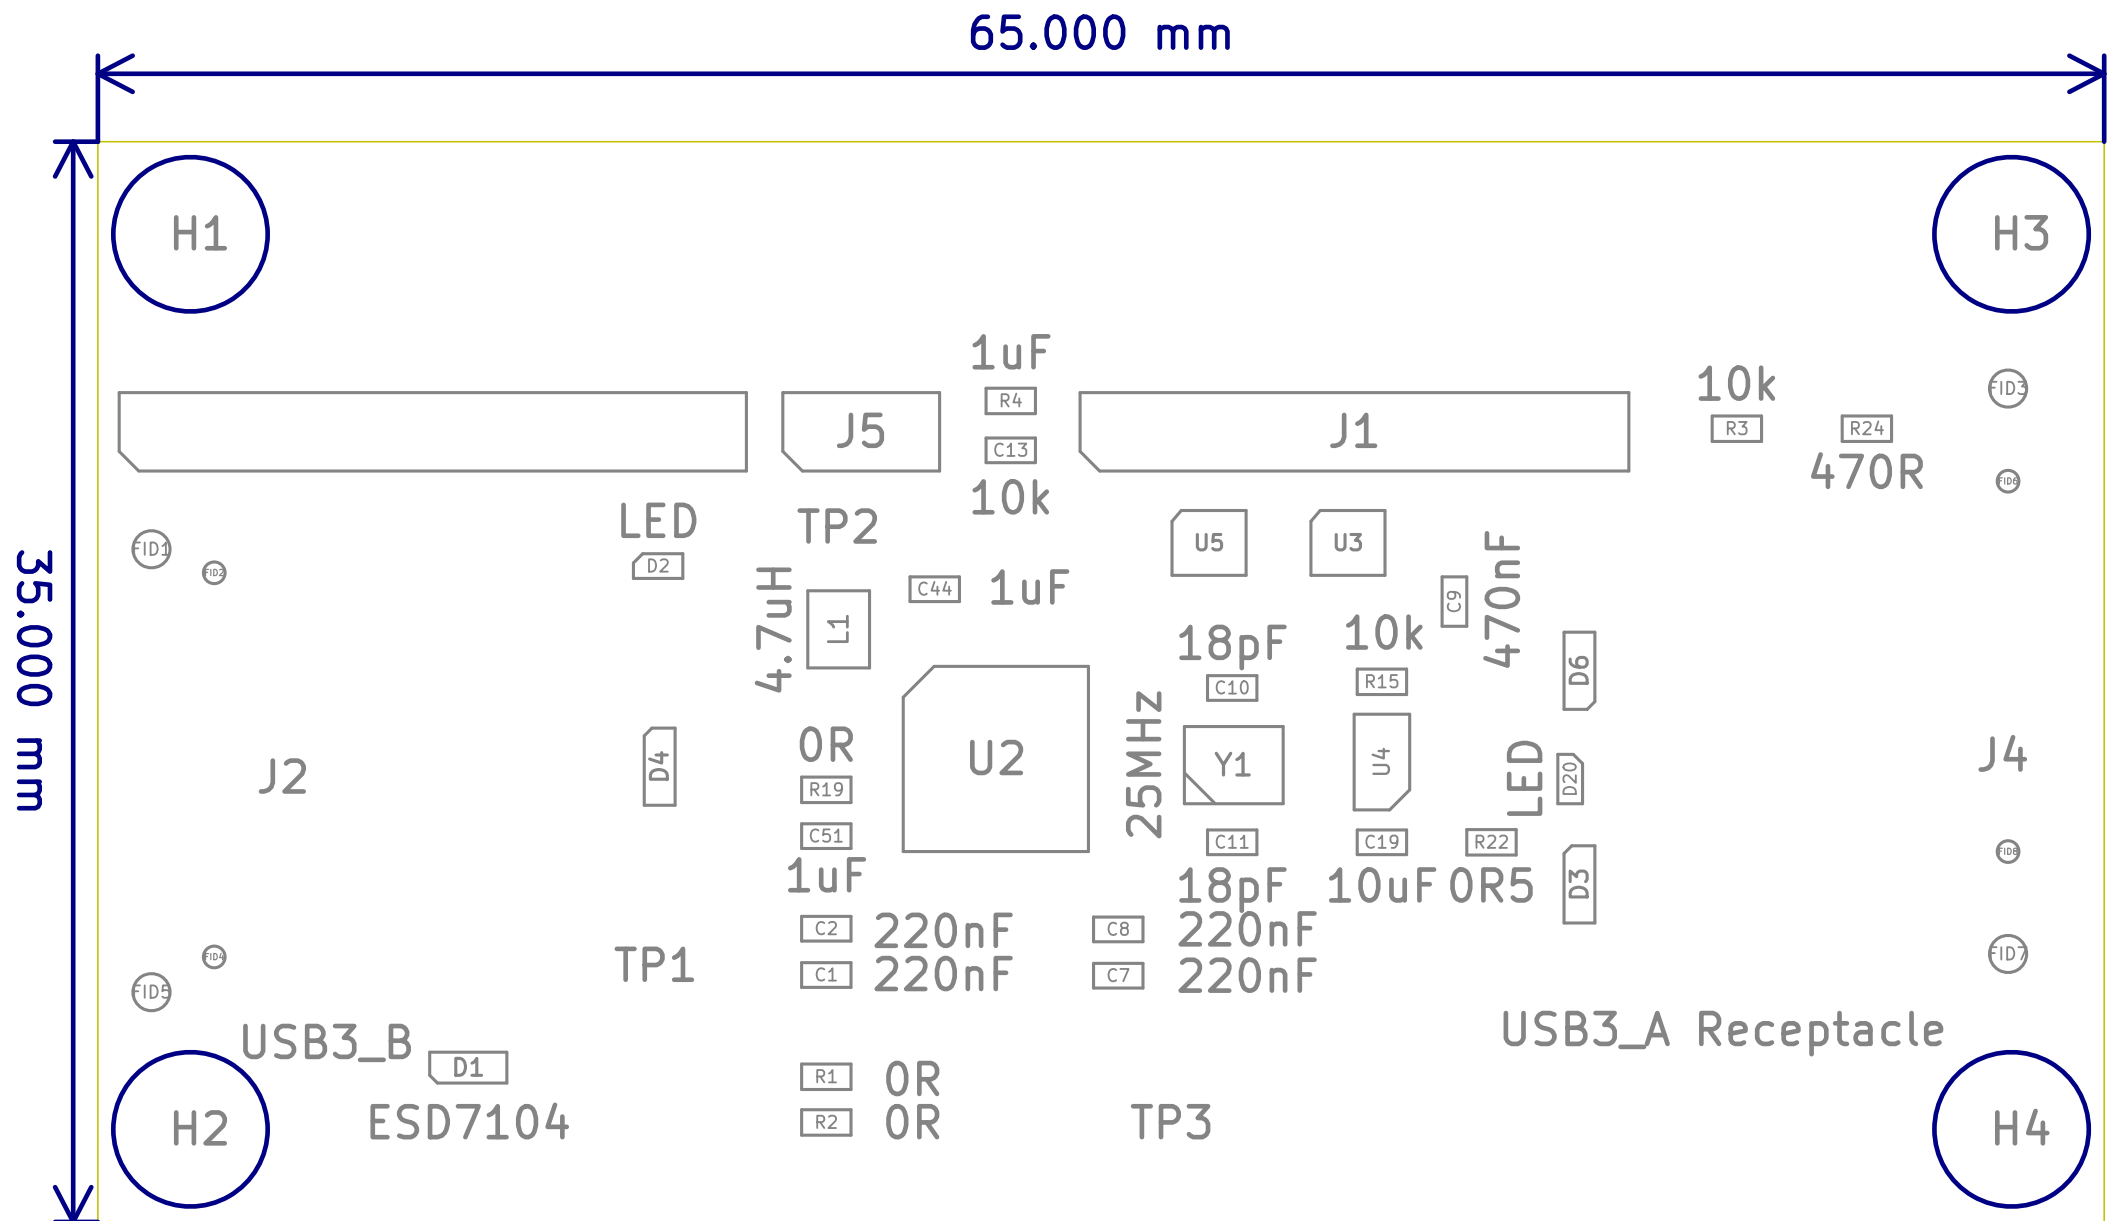 65.000 mm
H1
H3
1uF
10k
R4
FID3
J5
J1
R3
R24
C13
470R
FID6
10k
LED
TP2
U5
U3
FID1
D2
FID2
C44
1uF
C9
470nF
35.000 mm
4.7uH
L1
18pF
10k
D6
C10
R15
0R
U2
25MHz
Y1
U4
J4
D4
J2
LED
D20
R19
C51
C11
C19
R22
FID8
1uF
18pF
10uF
0R5
D3
C2
220nF
C8
220nF
TP1
FID4
FID7
C1
220nF
C7
220nF
FID5
USB3_B
USB3_A Receptacle
D1
R1
0R
H2
ESD7104
R2
0R
TP3
H4